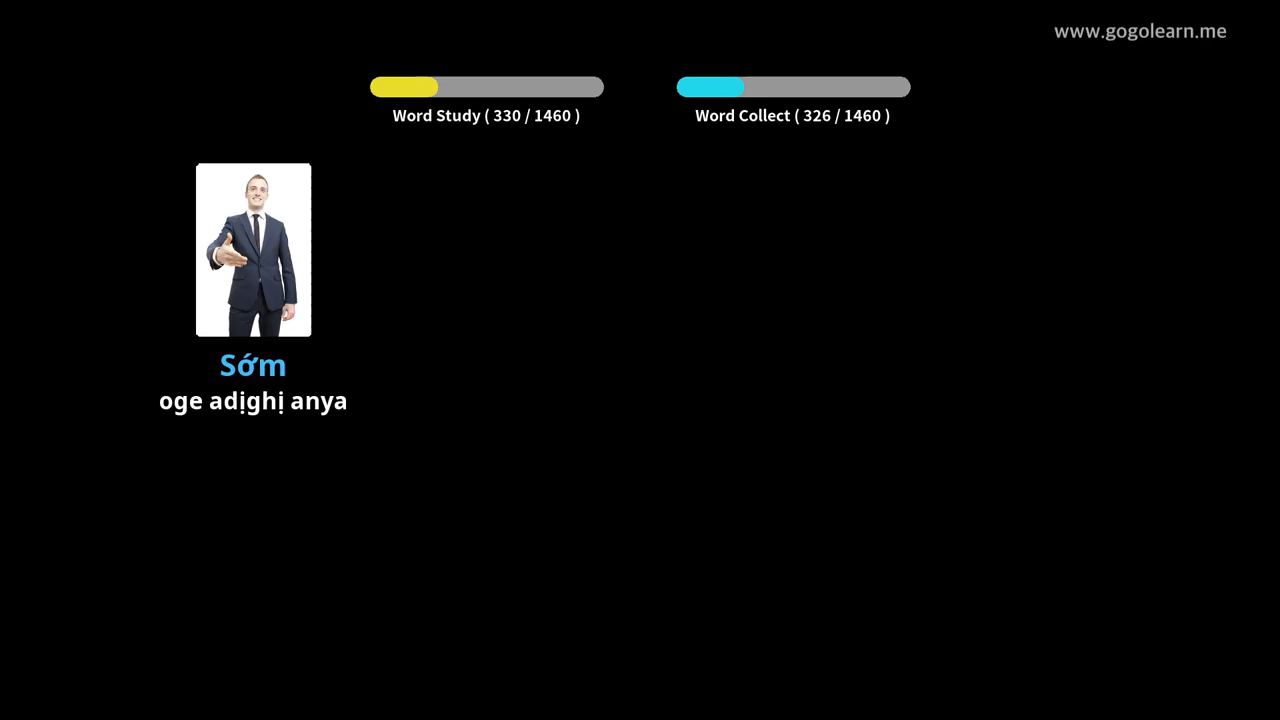 www.gogolearn.me
Word Study ( 330 / 1460 )
Word Collect ( 326 / 1460 )
Sớm
oge adịghị anya